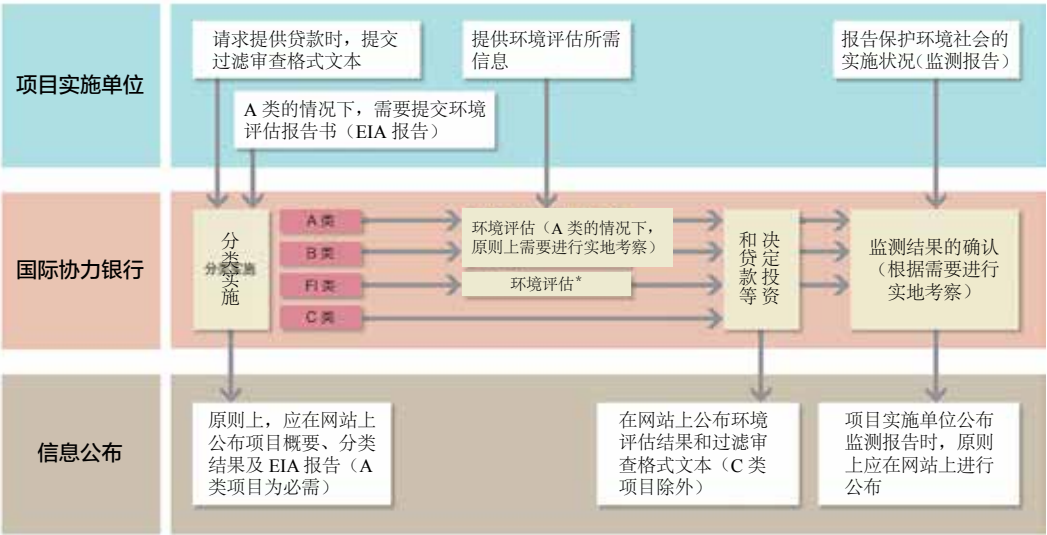 项目实施单位
请求提供贷款时，提交
过滤审查格式文本
A 类的情况下，需要提交环境
评估报告书（EIA 报告）
提供环境评估所需
信息
报告保护环境社会的
实施状况（监测报告）
国际协力银行
分类实施
分类实施
A 类
B 类
FI 类
C 类
环境评估（A 类的情况下，
原则上需要进行实地考察）
环境评估*
决定投资
和贷款等
监测结果的确认
（根据需要进行
实地考察）
信息公布
原则上，应在网站上
公布项目概要、分类
结果及 EIA 报告（A
类项目为必需）
在网站上公布环境
评估结果和过滤审
查格式文本（C 类
项目除外）
项目实施单位公布
监测报告时，原则
上应在网站上进行
公布